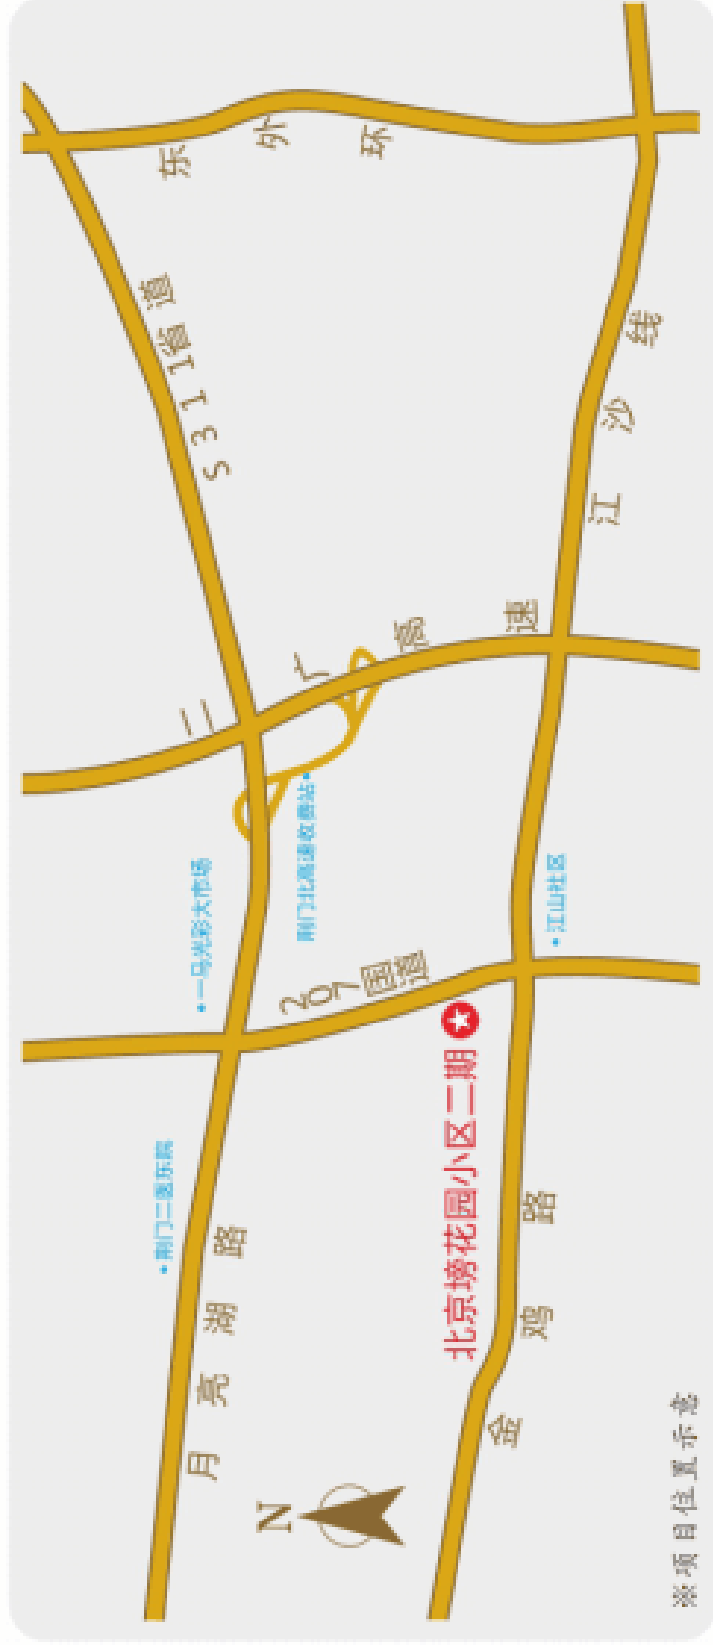 月亮湖路
荆门二医东院
一马光彩大市场
207国道
荆门北高速收费站
二广高速
S311省道
东外环
N
北京塝花园小区二期
江山社区
金鸡路
江沙线
※项目位置示意